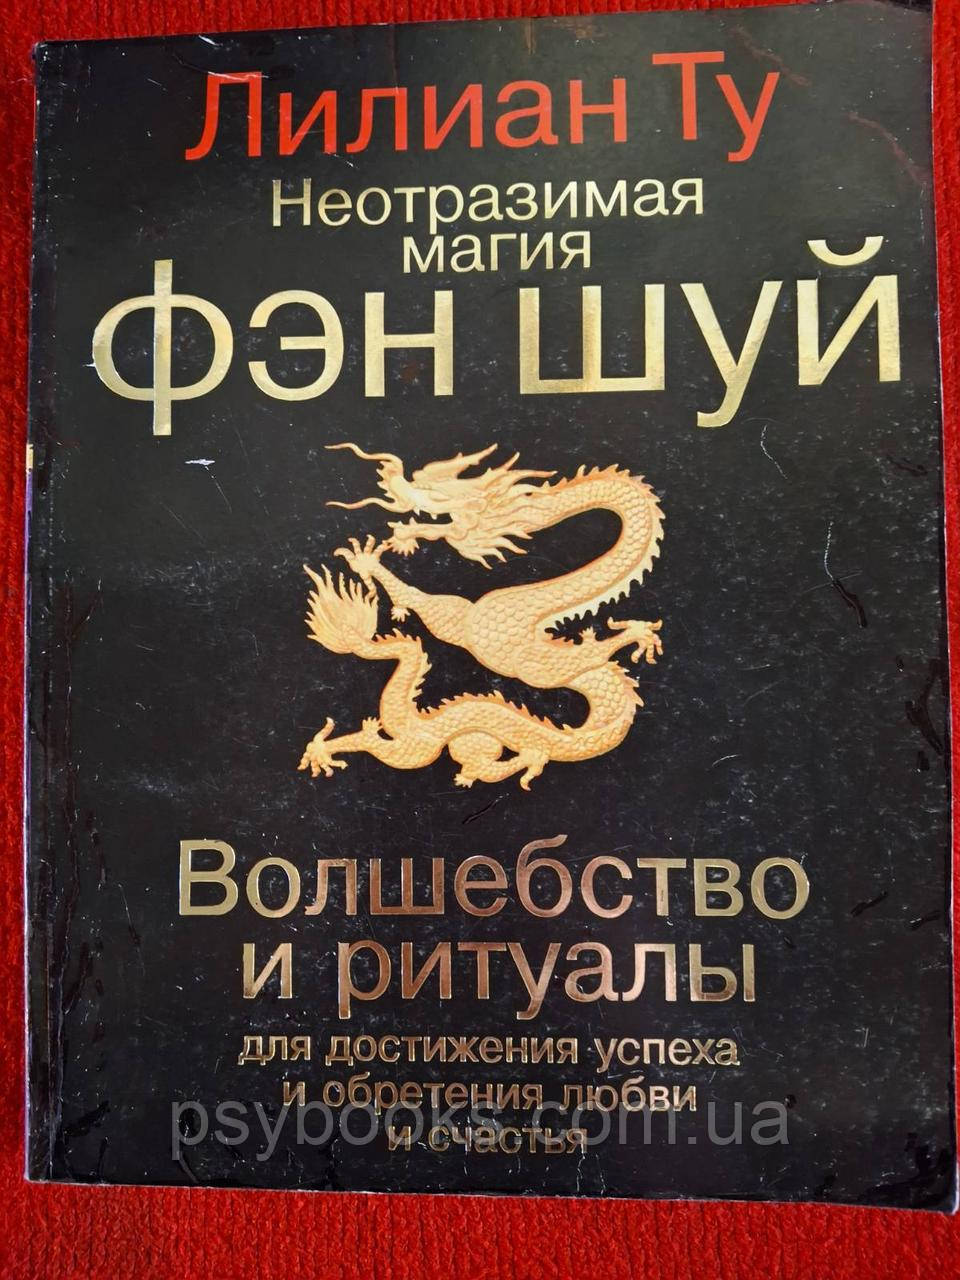 Лилиан Ту
Неотразимая
магия
фэн шуй
Волшебство
и ритуалы
для достижения успеха
и обретения любви
psybooks.com.ua
и счастья